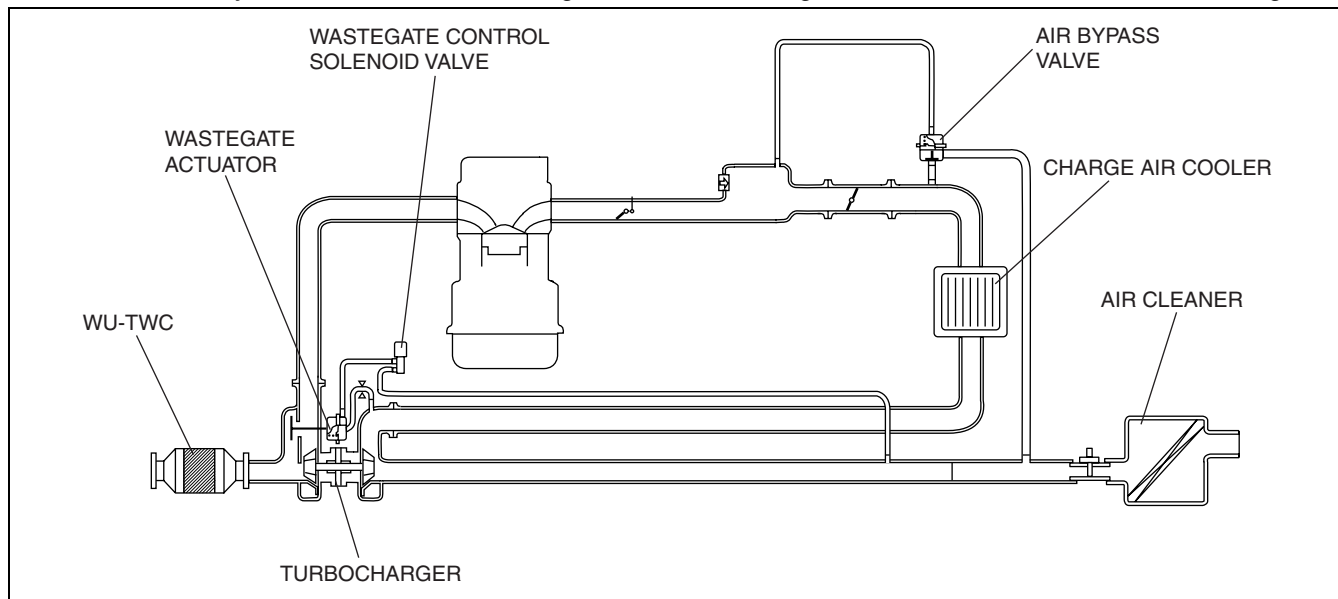 WASTEGATE CONTROL
SOLENOID VALVE
AIR BYPASS
VALVE
WASTEGATE
ACTUATOR
CHARGE AIR COOLER
AIR CLEANER
WU-TWC
TURBOCHARGER